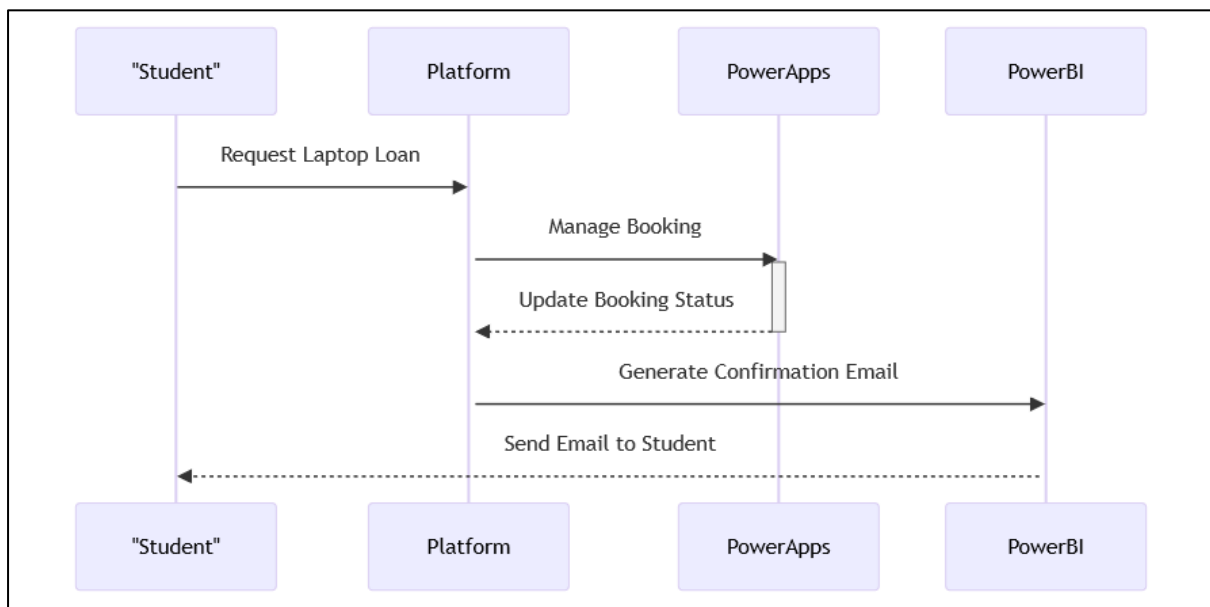 "Student"
Platform
PowerApps
PowerBI
Request Laptop Loan
Manage Booking
Update Booking Status
Generate Confirmation Email
Send Email to Student
"Student"
Platform
PowerApps
PowerBI